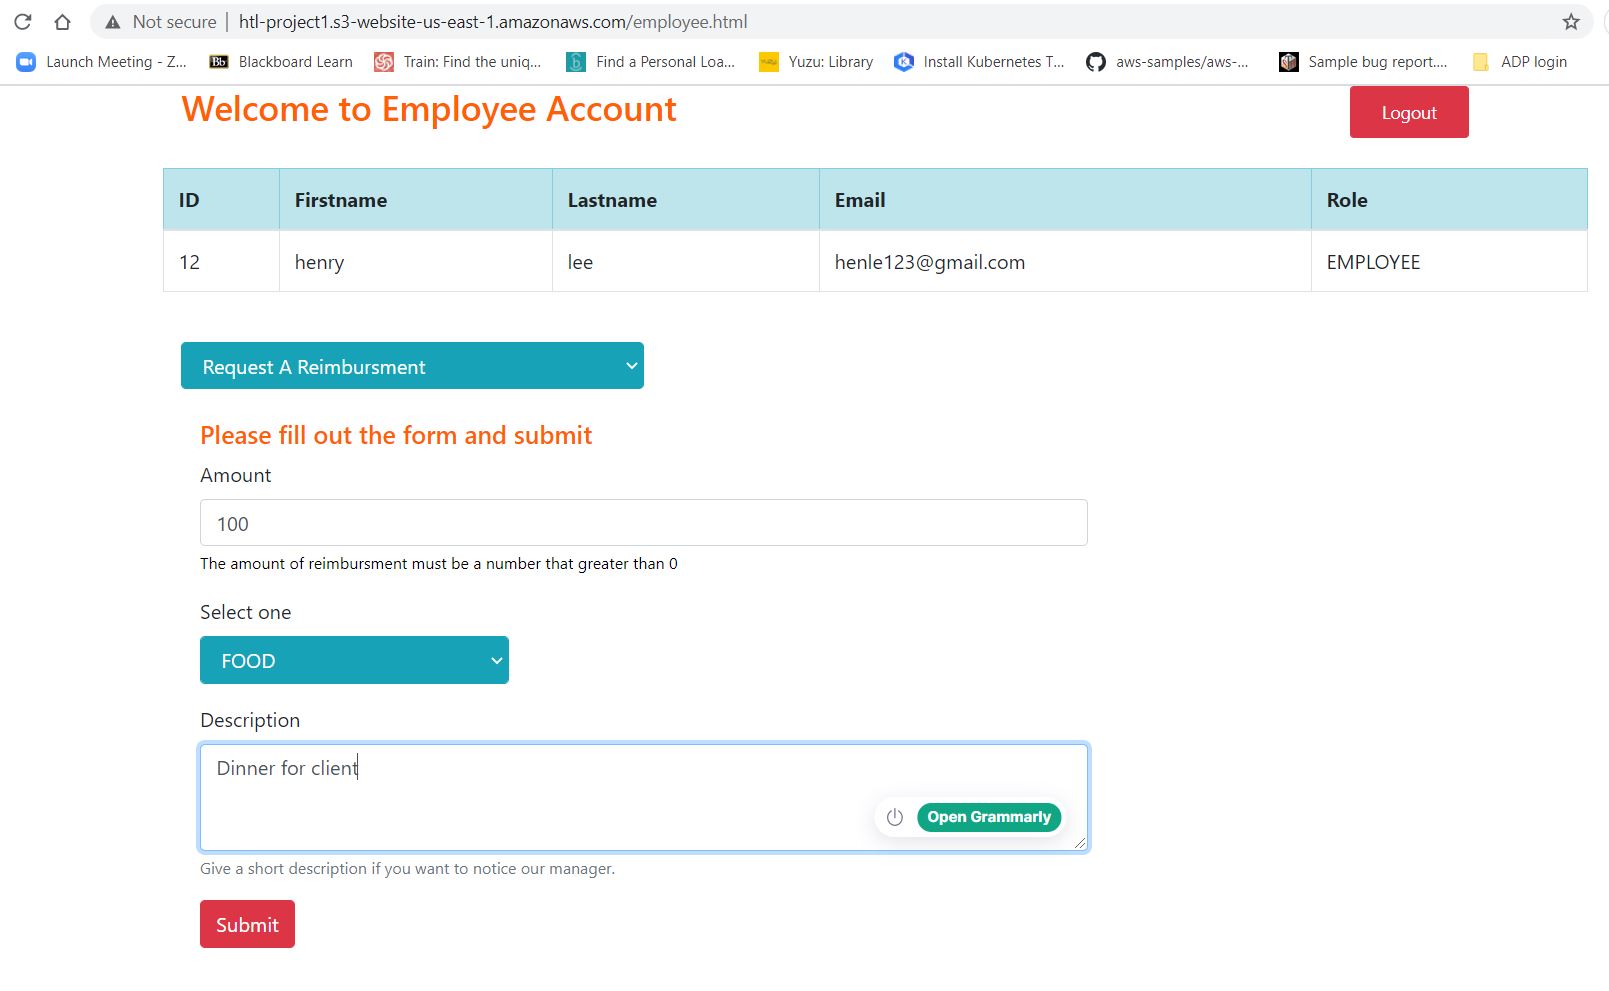 Not secure | htl-project1.s3-website-us-east-1.amazonaws.com/employee.html
Launch Meeting - Z... Blackboard Learn Train: Find the uniq... Find a Personal Loa... Yuzu: Library Install Kubernetes T... aws-samples/aws-... Sample bug report.... ADP login
Welcome to Employee Account Logout
ID Firstname Lastname Email Role
12 henry lee henle123@gmail.com EMPLOYEE
Request A Reimbursment
Please fill out the form and submit
Amount
100
The amount of reimbursment must be a number that greater than 0
Select one
FOOD
Description
Dinner for client
Open Grammarly
Give a short description if you want to notice our manager.
Submit